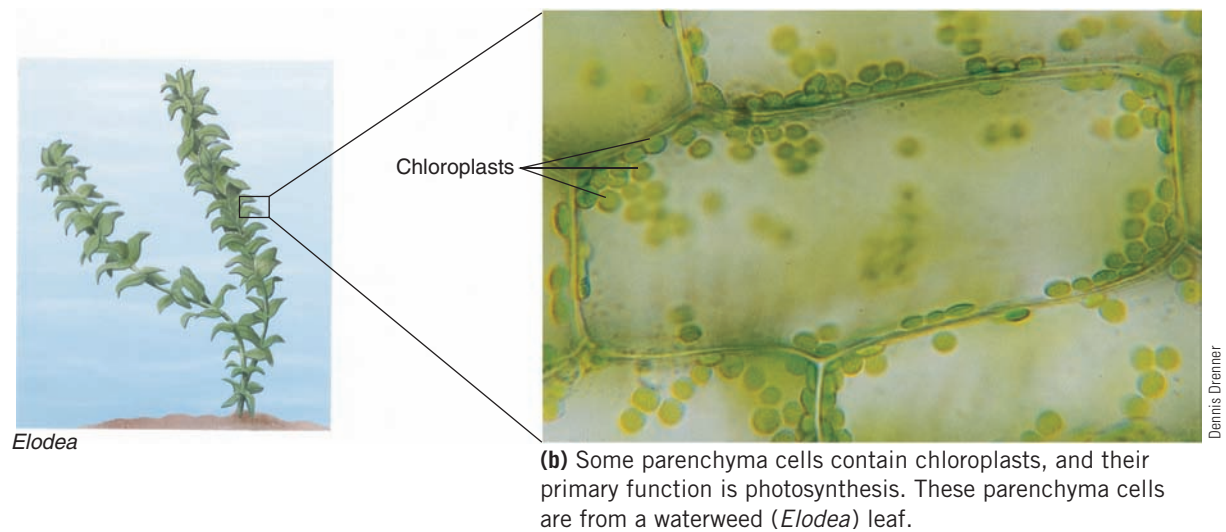 Chloroplasts
Elodea
Dennis Drenner
(b) Some parenchyma cells contain chloroplasts, and their
primary function is photosynthesis. These parenchyma cells
are from a waterweed (Elodea) leaf.